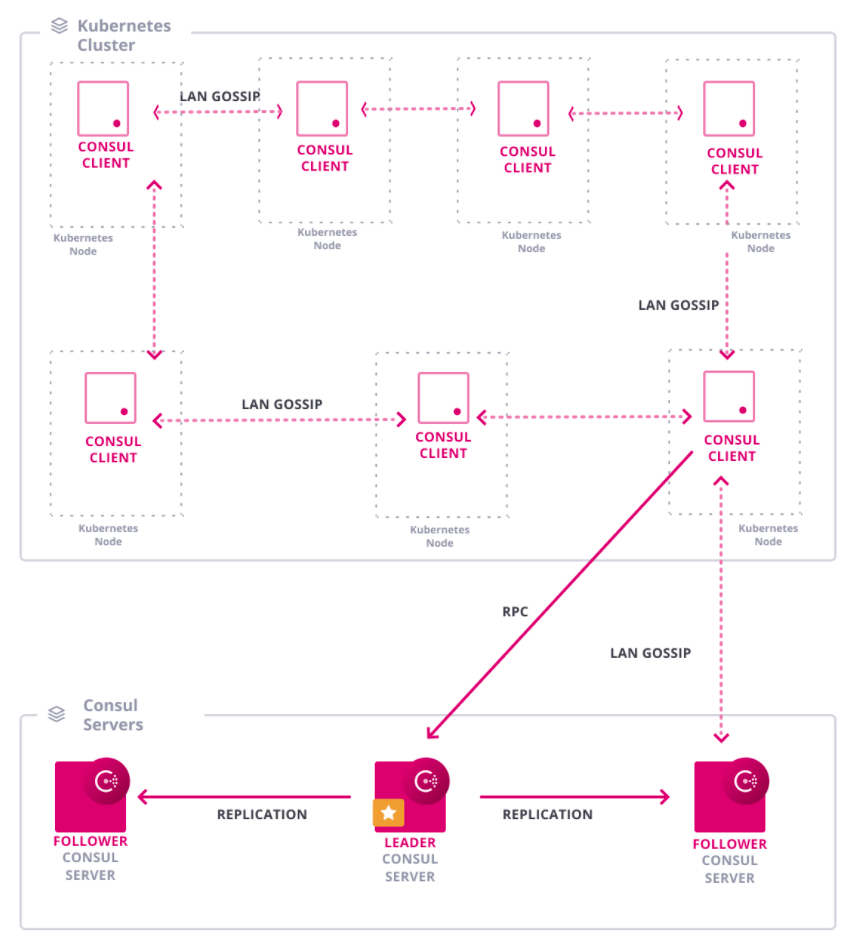 Kubernetes
Cluster
LAN GOSSIP
CONSUL
CLIENT
CONSUL
CLIENT
CONSUL
CLIENT
CONSUL
CLIENT
Kubernetes
Node
Kubernetes
Node
Kubernetes
Node
Kubernetes
Node
LAN GOSSIP
LAN GOSSIP
CONSUL
CLIENT
CONSUL
CLIENT
CONSUL
CLIENT
Kubernetes
Node
Kubernetes
Node
Kubernetes
Node
RPC
LAN GOSSIP
Consul
Servers
REPLICATION
REPLICATION
FOLLOWER
CONSUL
SERVER
LEADER
CONSUL
SERVER
FOLLOWER
CONSUL
SERVER